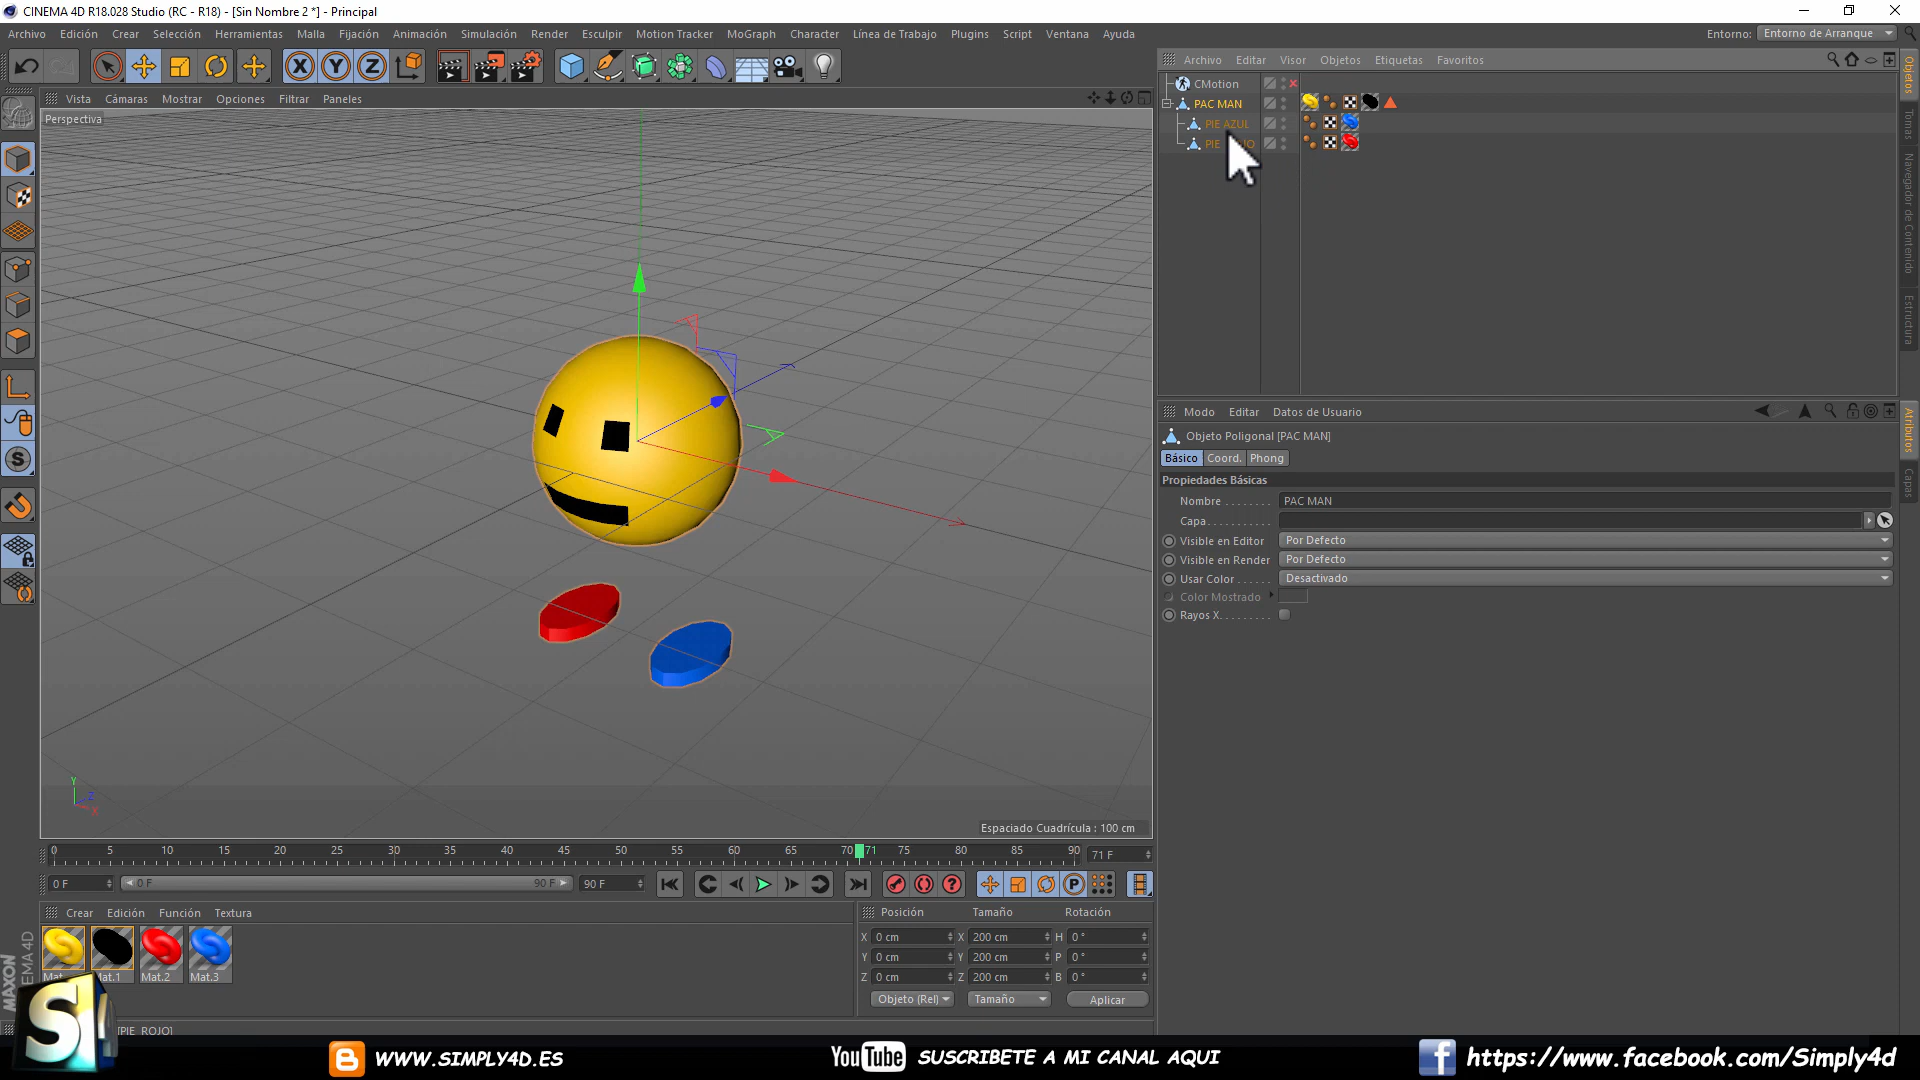 CINEMA 4D R18.028 Studio (RC - R18) - [Sin Nombre 2 *] - Principal
Archivo Edición Crear Selección Herramientas Malla Fijación Animación Simulación Render Esculpir Motion Tracker MoGraph Character Línea de Trabajo Plugins Script Ventana Ayuda
Entorno: Entorno de Arranque
X Y Z
Archivo Editar Visor Objetos Etiquetas Favoritos
Vista Cámaras Mostrar Opciones Filtrar Paneles
Perspectiva
CMotion
PAC MAN
PIE AZUL
PIE
Objetos
Tomas
Navegador de Contenido
Estructura
Modo Editar Datos de Usuario
Objeto Poligonal [PAC MAN]
Básico Coord. Phong
Propiedades Básicas
Nombre . . . . . . . . PAC MAN
Capa . . . . . . . . . .
Visible en Editor Por Defecto
Visible en Render Por Defecto
Usar Color . . . . . . Desactivado
Color Mostrado
Rayos X . . . . . . . .
Atributos
Capas
S
Y
Z
X
Espaciado Cuadrícula : 100 cm
0 5 10 15 20 25 30 35 40 45 50 55 60 65 70 71 75 80 85 90
71 F
0 F 0 F 90 F 90 F
P
Crear Edición Función Textura
Mat.1 Mat.2 Mat.3
Posición Tamaño Rotación
X 0 cm X 200 cm H 0 °
Y 0 cm Y 200 cm P 0 °
Z 0 cm Z 200 cm B 0 °
Objeto (Rel) Tamaño Aplicar
MAXON
[PIE ROJO]
WWW.SIMPLY4D.ES
YouTube SUSCRIBETE A MI CANAL AQUI
https://www.facebook.com/Simply4d